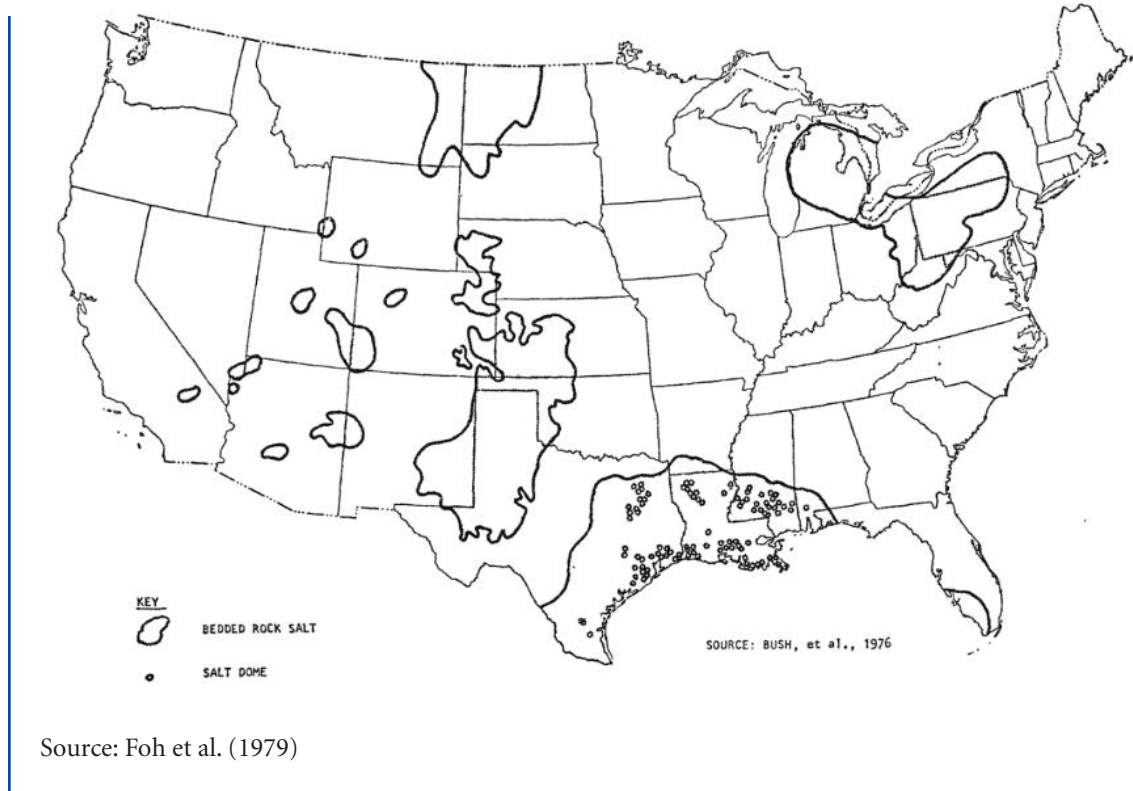 KEY
BEDDED ROCK SALT
SALT DOME
SOURCE: BUSH, et al., 1976
Source: Foh et al. (1979)